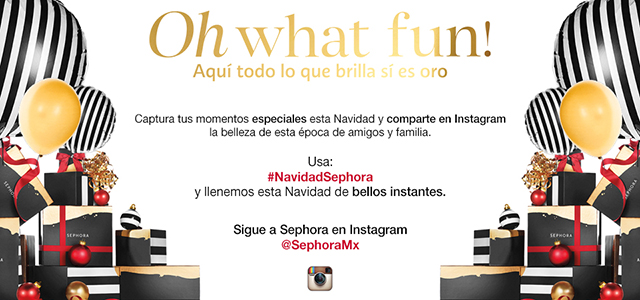 Oh what fun!
Aquí todo lo que brilla sí es oro
Captura tus momentos especiales esta Navidad y comparte en Instagram
la belleza de esta época de amigos y familia.
Usa:
#NavidadSephora
y llenemos esta Navidad de bellos instantes.
Sigue a Sephora en Instagram
@SephoraMx
SEPHORA
SEPHORA